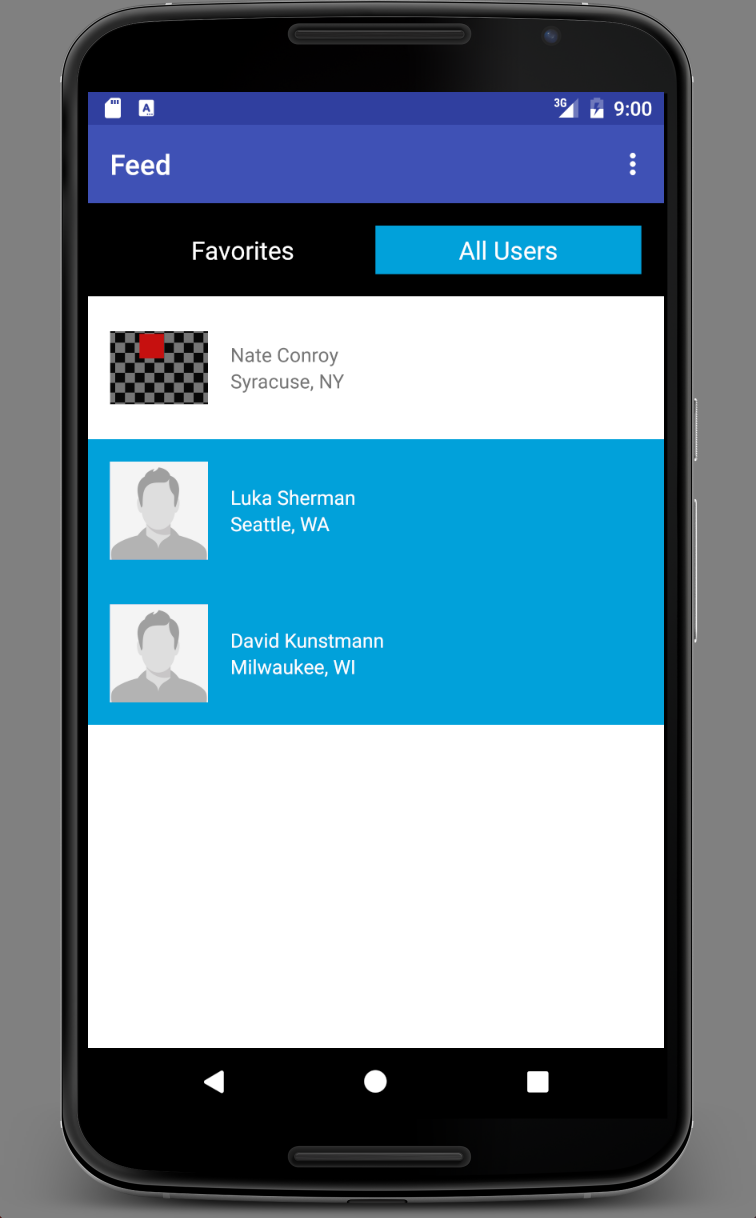 3G 9:00
Feed
Favorites All Users
Nate Conroy
Syracuse, NY
Luka Sherman
Seattle, WA
David Kunstmann
Milwaukee, WI